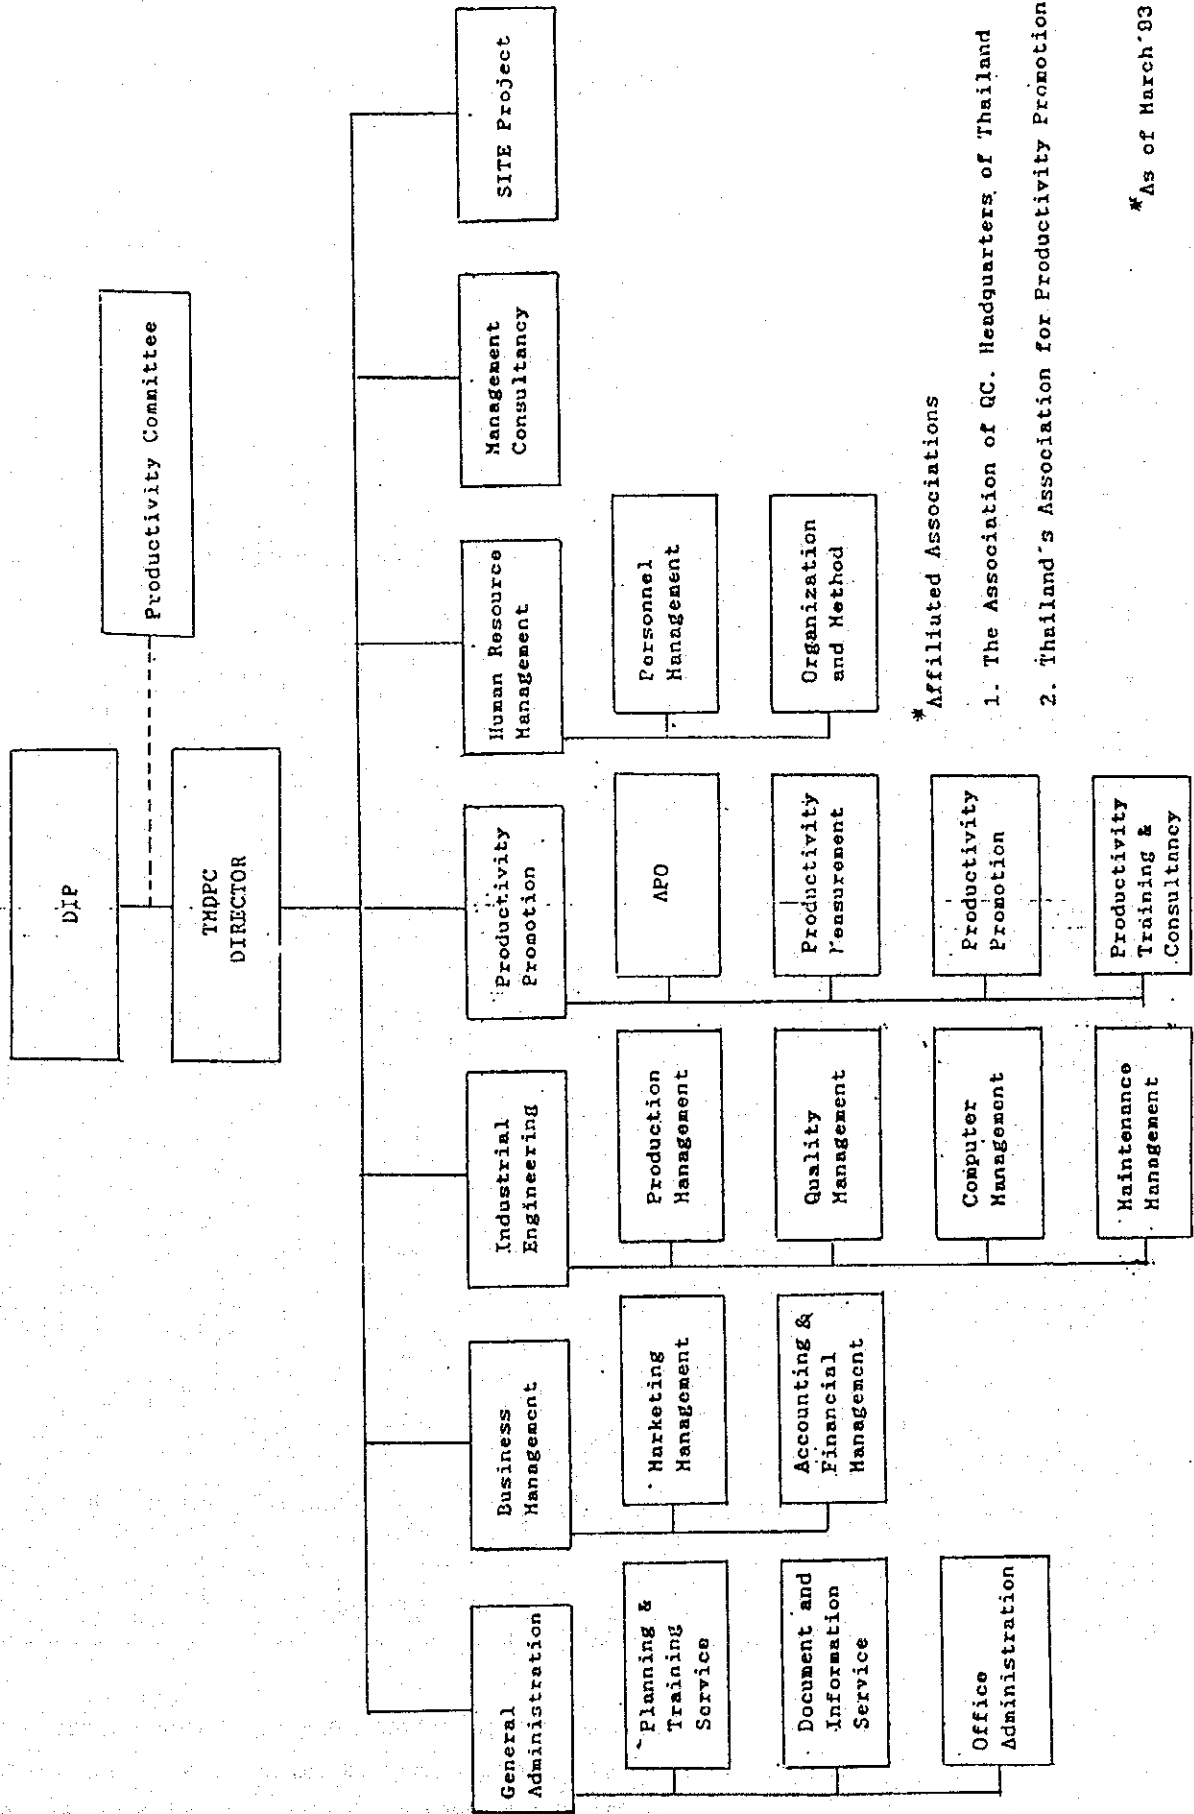 DIP
Productivity Committee
TMDPC
DIRECTOR
General
Administration
Business
Management
Industrial
Engineering
Productivity
Promotion
Human Resource
Management
Management
Consultancy
SITE Project
Planning &
Training
Service
Document and
Information
Service
Office
Administration
Marketing
Management
Accounting &
Financial
Management
Production
Management
Quality
Management
Computer
Management
Maintenance
Management
APO
Productivity
Measurement
Productivity
Promotion
Productivity
Training &
Consultancy
Personnel
Management
Organization
and Method
*Affiliuted Associations
1. The Association of QC. Headquarters of Thailand
2. Thailand's Association for Productivity Promotion
*As of March'93